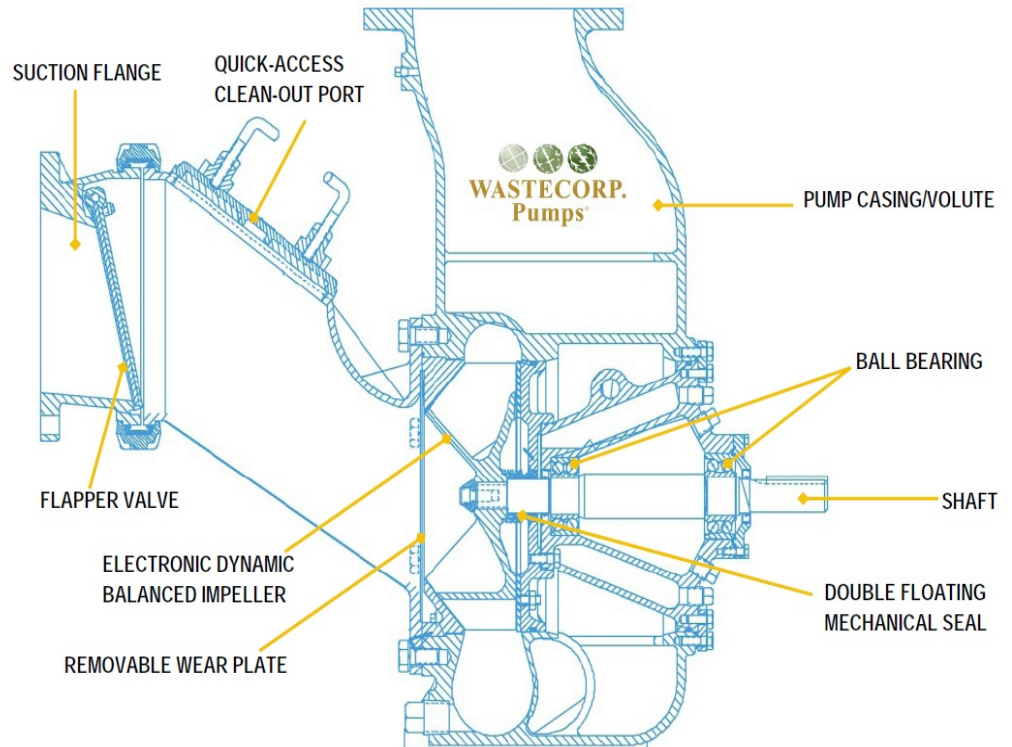 SUCTION FLANGE
QUICK-ACCESS
CLEAN-OUT PORT
WASTECORP.
Pumps®
PUMP CASING/VOLUTE
BALL BEARING
FLAPPER VALVE
SHAFT
ELECTRONIC DYNAMIC
BALANCED IMPELLER
DOUBLE FLOATING
MECHANICAL SEAL
REMOVABLE WEAR PLATE